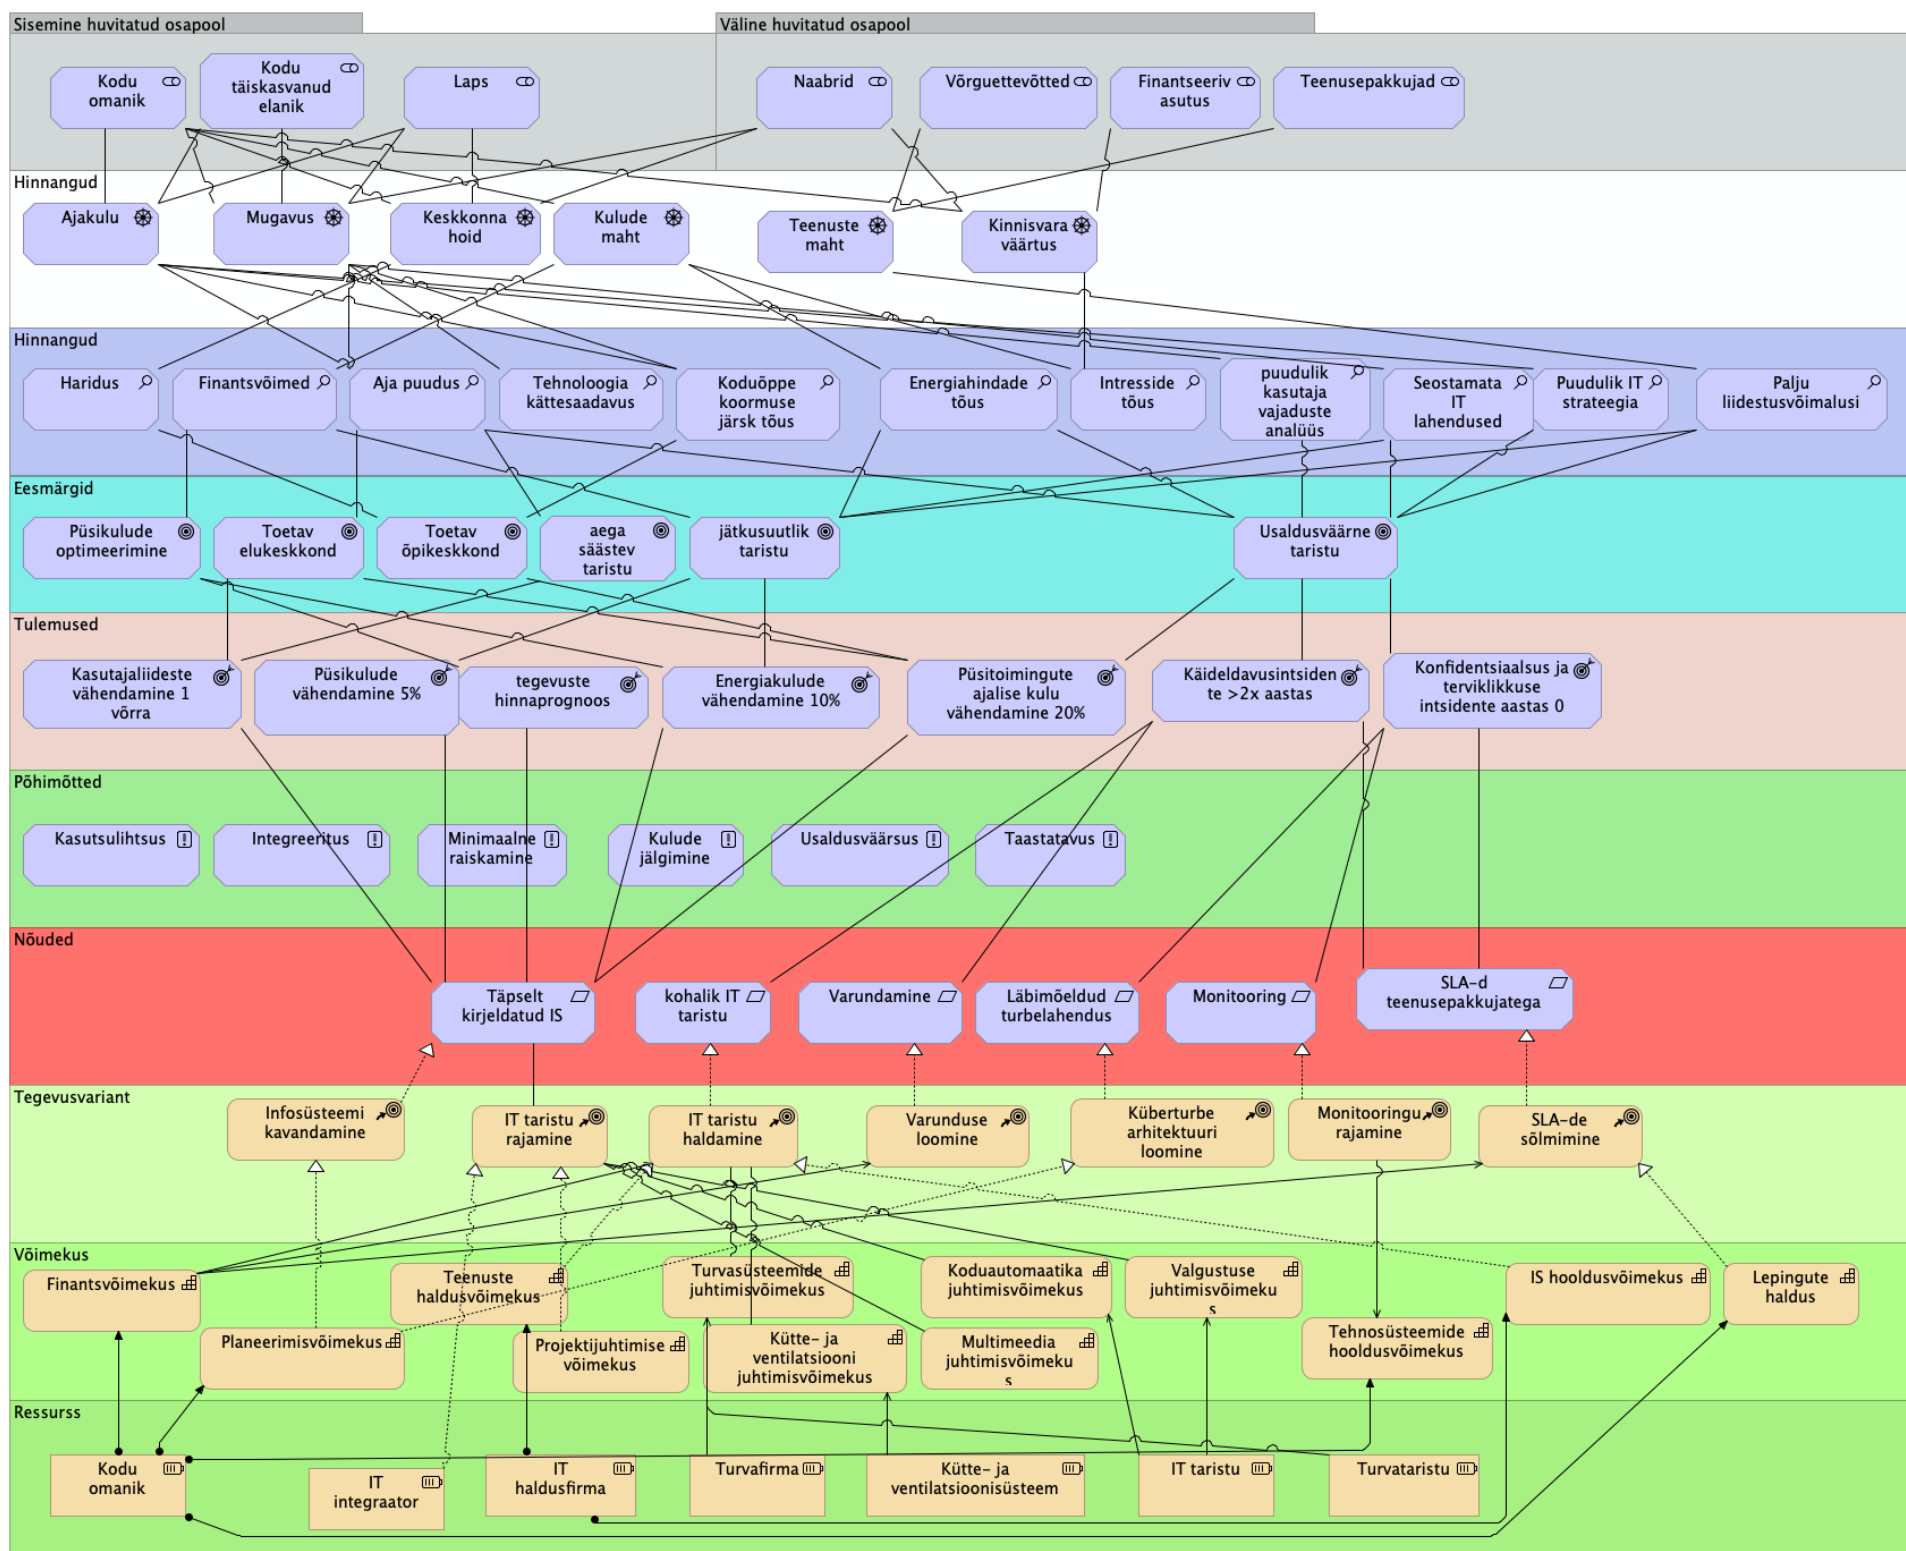 Sisemine huvitatud osapool
Väline huvitatud osapool
Kodu
omanik
Kodu
täiskasvanud
elanik
Laps
Naabrid
Võrguettevõtted
Finantseeriv
asutus
Teenusepakkujad
Hinnangud
Ajakulu
Mugavus
Keskkonna
hoid
Kulude
maht
Teenuste
maht
Kinnisvara
väärtus
Hinnangud
Haridus
Finantsvõimed
Aja puudus
Tehnoloogia
kättesaadavus
Koduõppe
koormuse
järsk tõus
Energiahindade
tõus
Intresside
tõus
puudulik
kasutaja
vajaduste
analüüs
Seostamata
IT
lahendused
Puudulik IT
strateegia
Palju
liidestusvõimalusi
Eesmärgid
Püsikulude
optimeerimine
Toetav
elukeskkond
Toetav
õpikeskkond
aega
säästev
taristu
jätkusuutlik
taristu
Usaldusväärne
taristu
Tulemused
Kasutajaliideste
vähendamine 1
võrra
Püsikulude
vähendamine 5%
tegevuste
hinnaprognoos
Energiakulude
vähendamine 10%
Püsitoimingute
ajalise kulu
vähendamine 20%
Käideldavusintsiden
te >2x aastas
Konfidentsiaalsus ja
terviklikkuse
intsidente aastas 0
Põhimõtted
Kasutsulihtsus
Integreeritus
Minimaalne
raiskamine
Kulude
jälgimine
Usaldusväärsus
Taastatavus
Nõuded
Täpselt
kirjeldatud IS
kohalik IT
taristu
Varundamine
Läbimõeldud
turbelahendus
Monitooring
SLA-d
teenusepakkujatega
Tegevusvariant
Infosüsteemi
kavandamine
IT taristu
rajamine
IT taristu
haldamine
Varunduse
loomine
Küberturbe
arhitektuuri
loomine
Monitooringu
rajamine
SLA-de
sõlmimine
Võimekus
Finantsvõimekus
Planeerimisvõimekus
Teenuste
haldusvõimekus
Projektijuhtimise
võimekus
Turvasüsteemide
juhtimisvõimekus
Kütte- ja
ventilatsiooni
juhtimisvõimekus
Koduautomaatika
juhtimisvõimekus
Multimeedia
juhtimisvõimeku
s
Valgustuse
juhtimisvõimeku
s
Tehnosüsteemide
hooldusvõimekus
IS hooldusvõimekus
Lepingute
haldus
Ressurss
Kodu
omanik
IT
integraator
IT
haldusfirma
Turvafirma
Kütte- ja
ventilatsioonisüsteem
IT taristu
Turvataristu